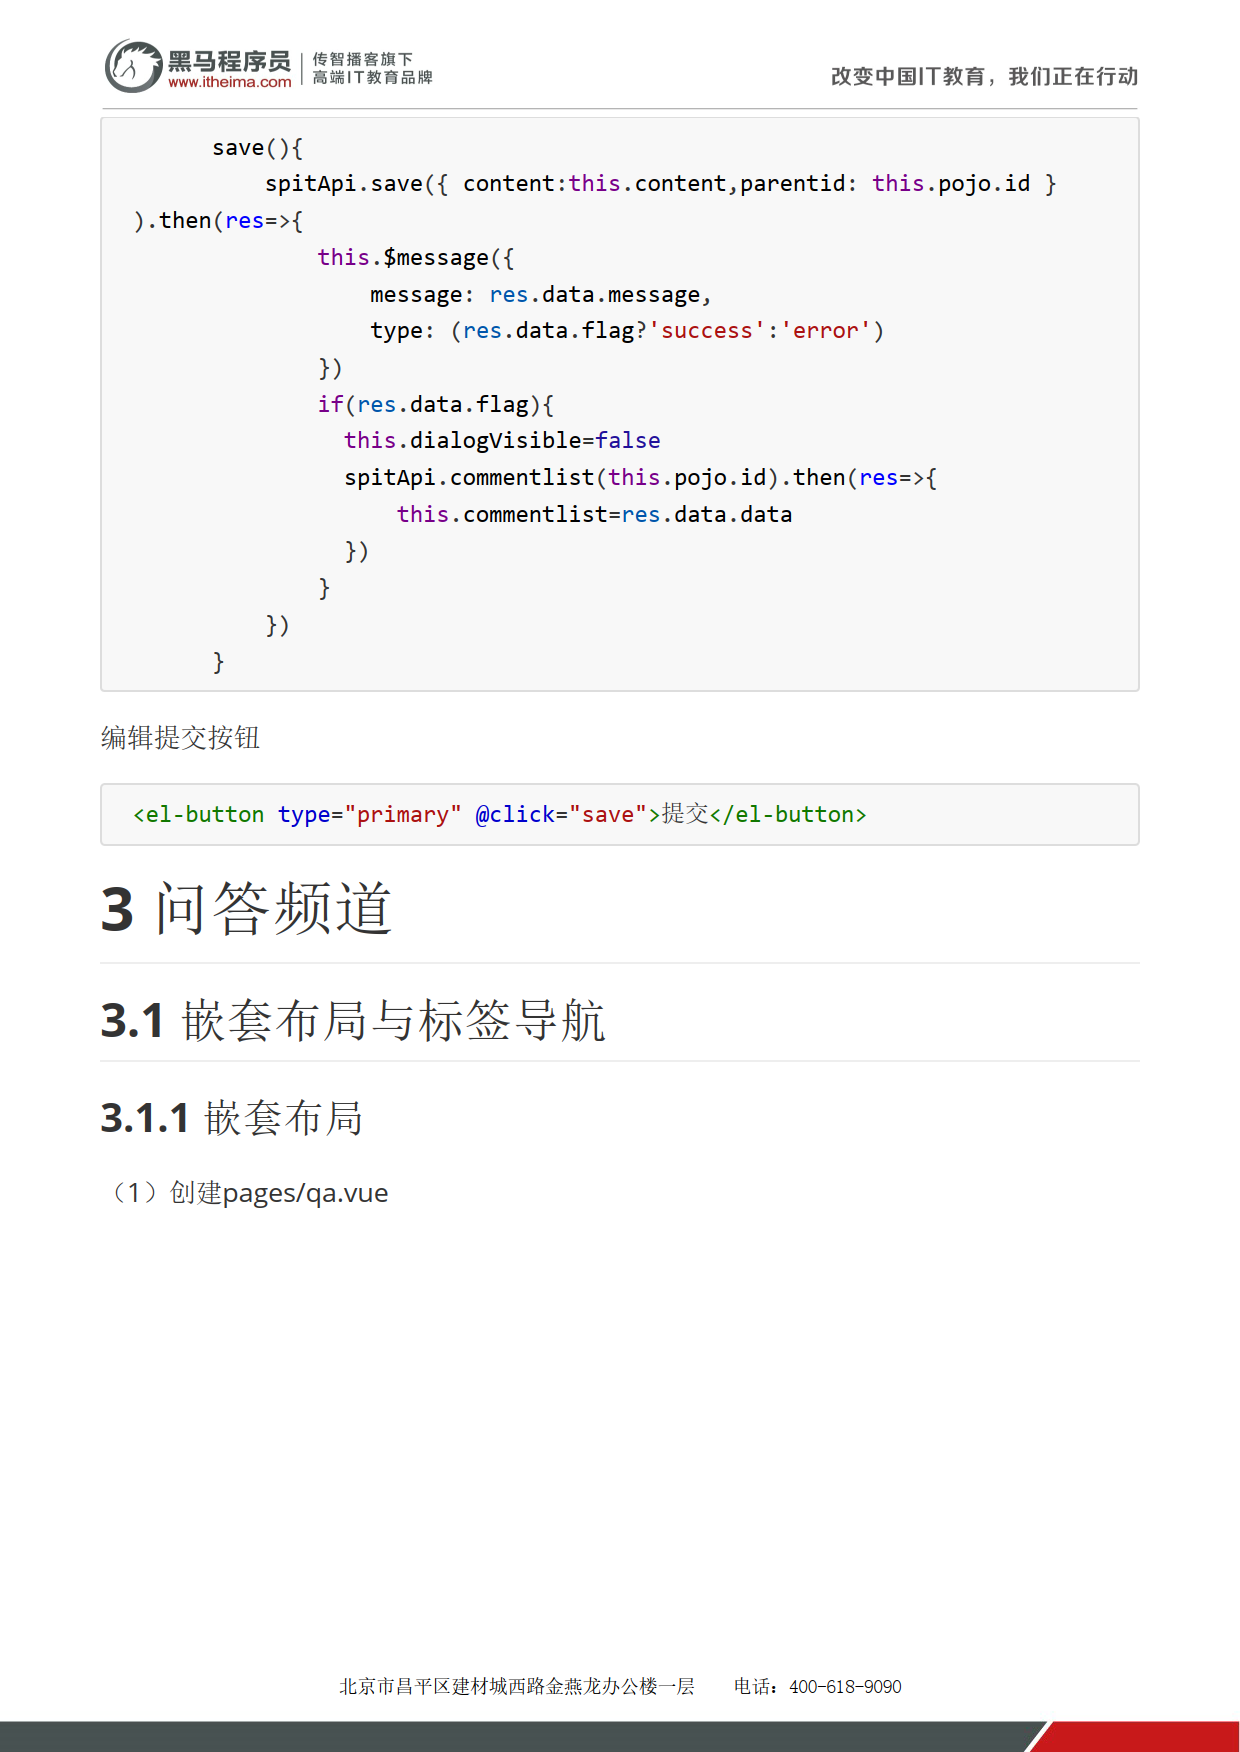 黑马程序员
www.itheima.com
传智播客旗下
高端IT教育品牌
改变中国IT教育，我们正在行动
save(){
spitApi.save({ content:this.content,parentid: this.pojo.id }
).then(res=>{
this.$message({
message: res.data.message,
type: (res.data.flag?'success':'error')
})
if(res.data.flag){
this.dialogVisible=false
spitApi.commentlist(this.pojo.id).then(res=>{
this.commentlist=res.data.data
})
}
})
}
编辑提交按钮
<el-button type="primary" @click="save">提交</el-button>
3 问答频道
3.1 嵌套布局与标签导航
3.1.1 嵌套布局
（1）创建pages/qa.vue
北京市昌平区建材城西路金燕龙办公楼一层 电话：400-618-9090